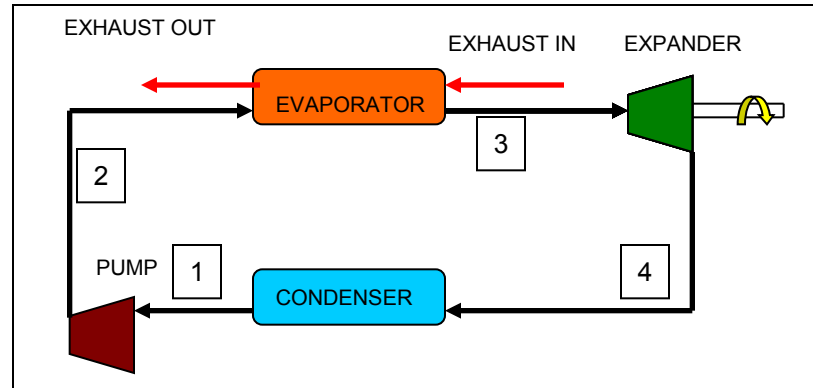 EXHAUST OUT
EXHAUST IN
EXPANDER
EVAPORATOR
3
2
PUMP
1
CONDENSER
4